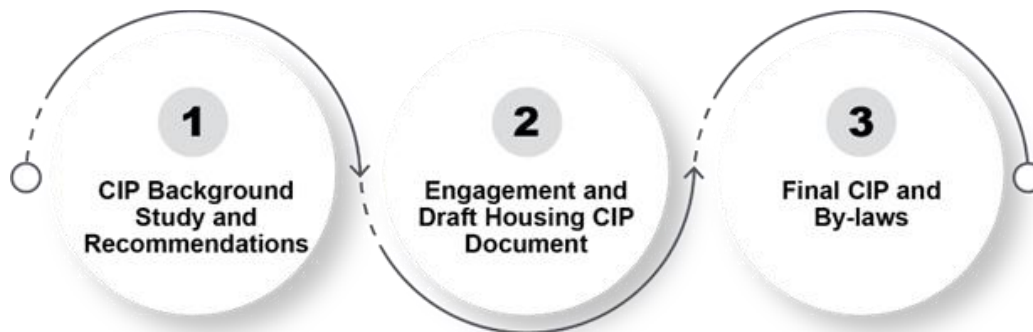 1
CIP Background
Study and
Recommendations
2
Engagement and
Draft Housing CIP
Document
3
Final CIP and
By-laws